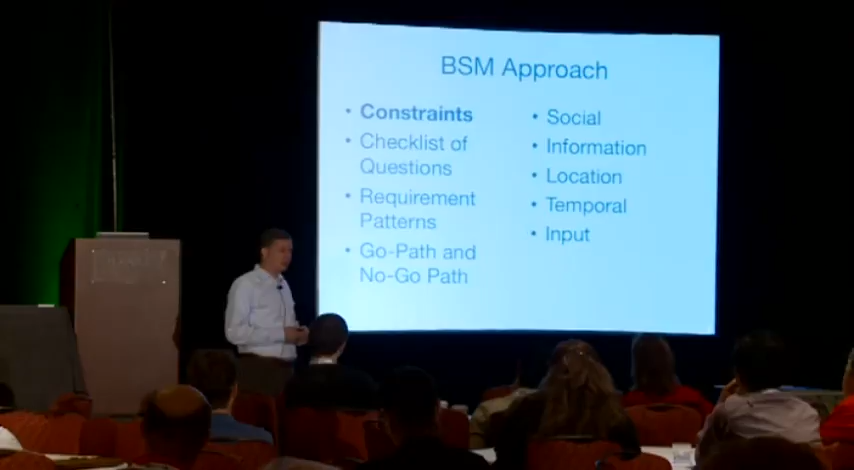 BSM Approach
• Constraints
• Checklist of
Questions
• Requirement
Patterns
• Go-Path and
No-Go Path
• Social
• Information
• Location
• Temporal
• Input